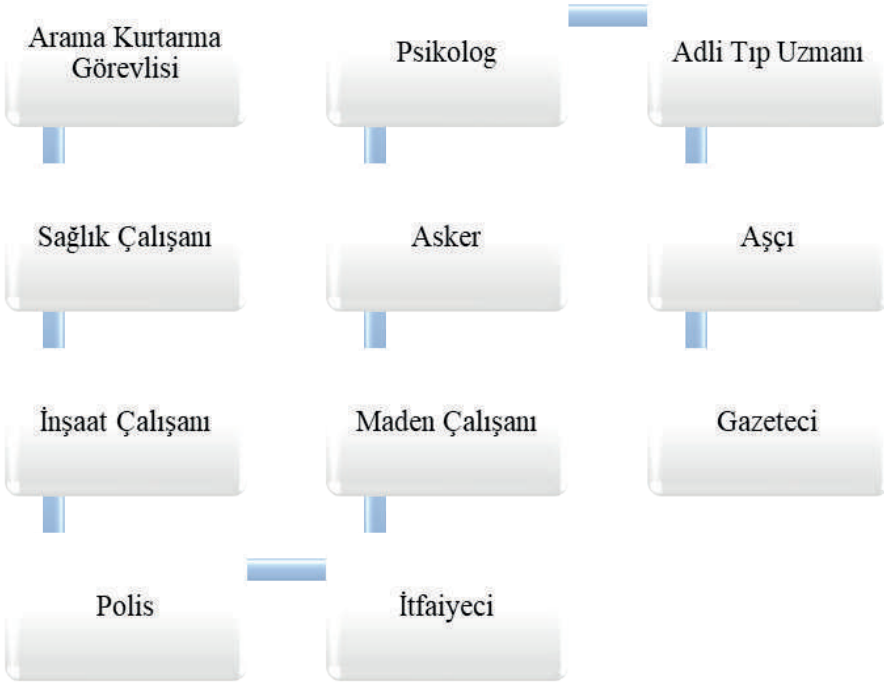 Arama Kurtarma
Görevlisi
Psikolog
Adli Tıp Uzmanı
Sağlık Çalışanı
Asker
Aşçı
İnşaat Çalışanı
Maden Çalışanı
Gazeteci
Polis
İtfaiyeci